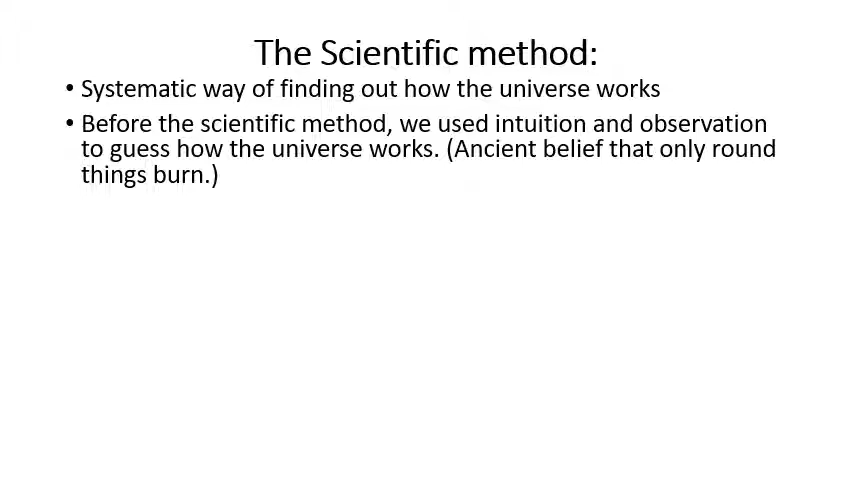 The Scientific method:
• Systematic way of finding out how the universe works
• Before the scientific method, we used intuition and observation
to guess how the universe works. (Ancient belief that only round
things burn.)